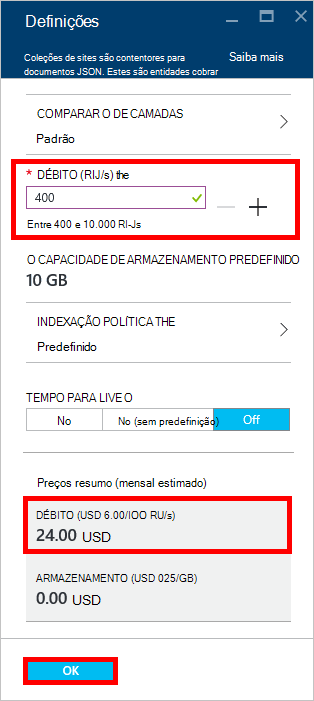 Definições
Coleções de sites são contentores para
documentos JSON. Estes são entidades cobrar
Saiba mais
COMPARAR O DE CAMADAS
Padrão
* DÉBITO (RIJ/s) the
400
Entre 400 e 10.000 RI-Js
O CAPACIDADE DE ARMAZENAMENTO PREDEFINIDO
10 GB
INDEXAÇÃO POLÍTICA THE
Predefinido
TEMPO PARA LIVE O
No
No (sem predefinição)
Off
Preços resumo (mensal estimado)
DÉBITO (USD 6.00/IOO RU/s)
24.00 USD
ARMAZENAMENTO (USD 025/GB)
0.00 USD
OK